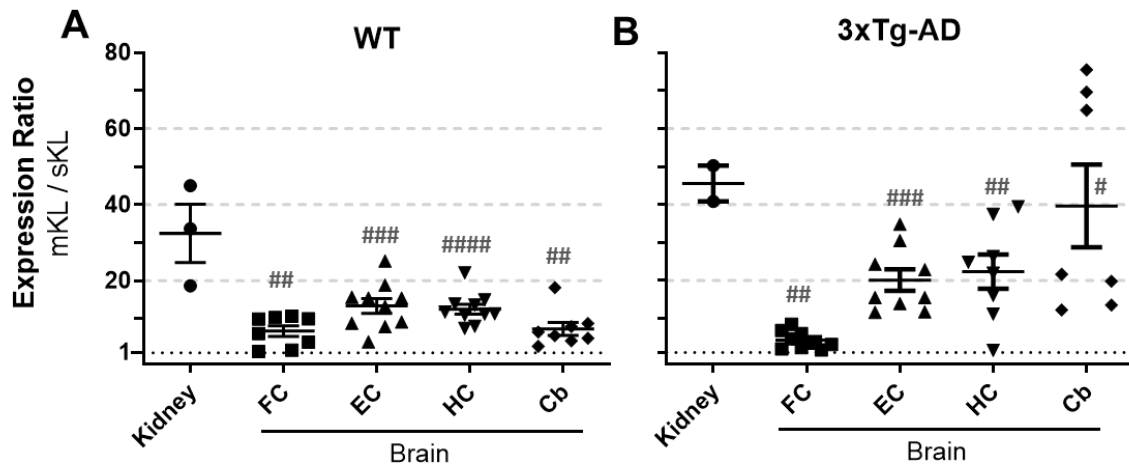 A
WT
B
3xTg-AD
Expression Ratio
mKL / sKL
80
60
40
20
1
##
###
####
##
##
###
##
#
Kidney
FC
EC
HC
Cb
Brain
Kidney
FC
EC
HC
Cb
Brain